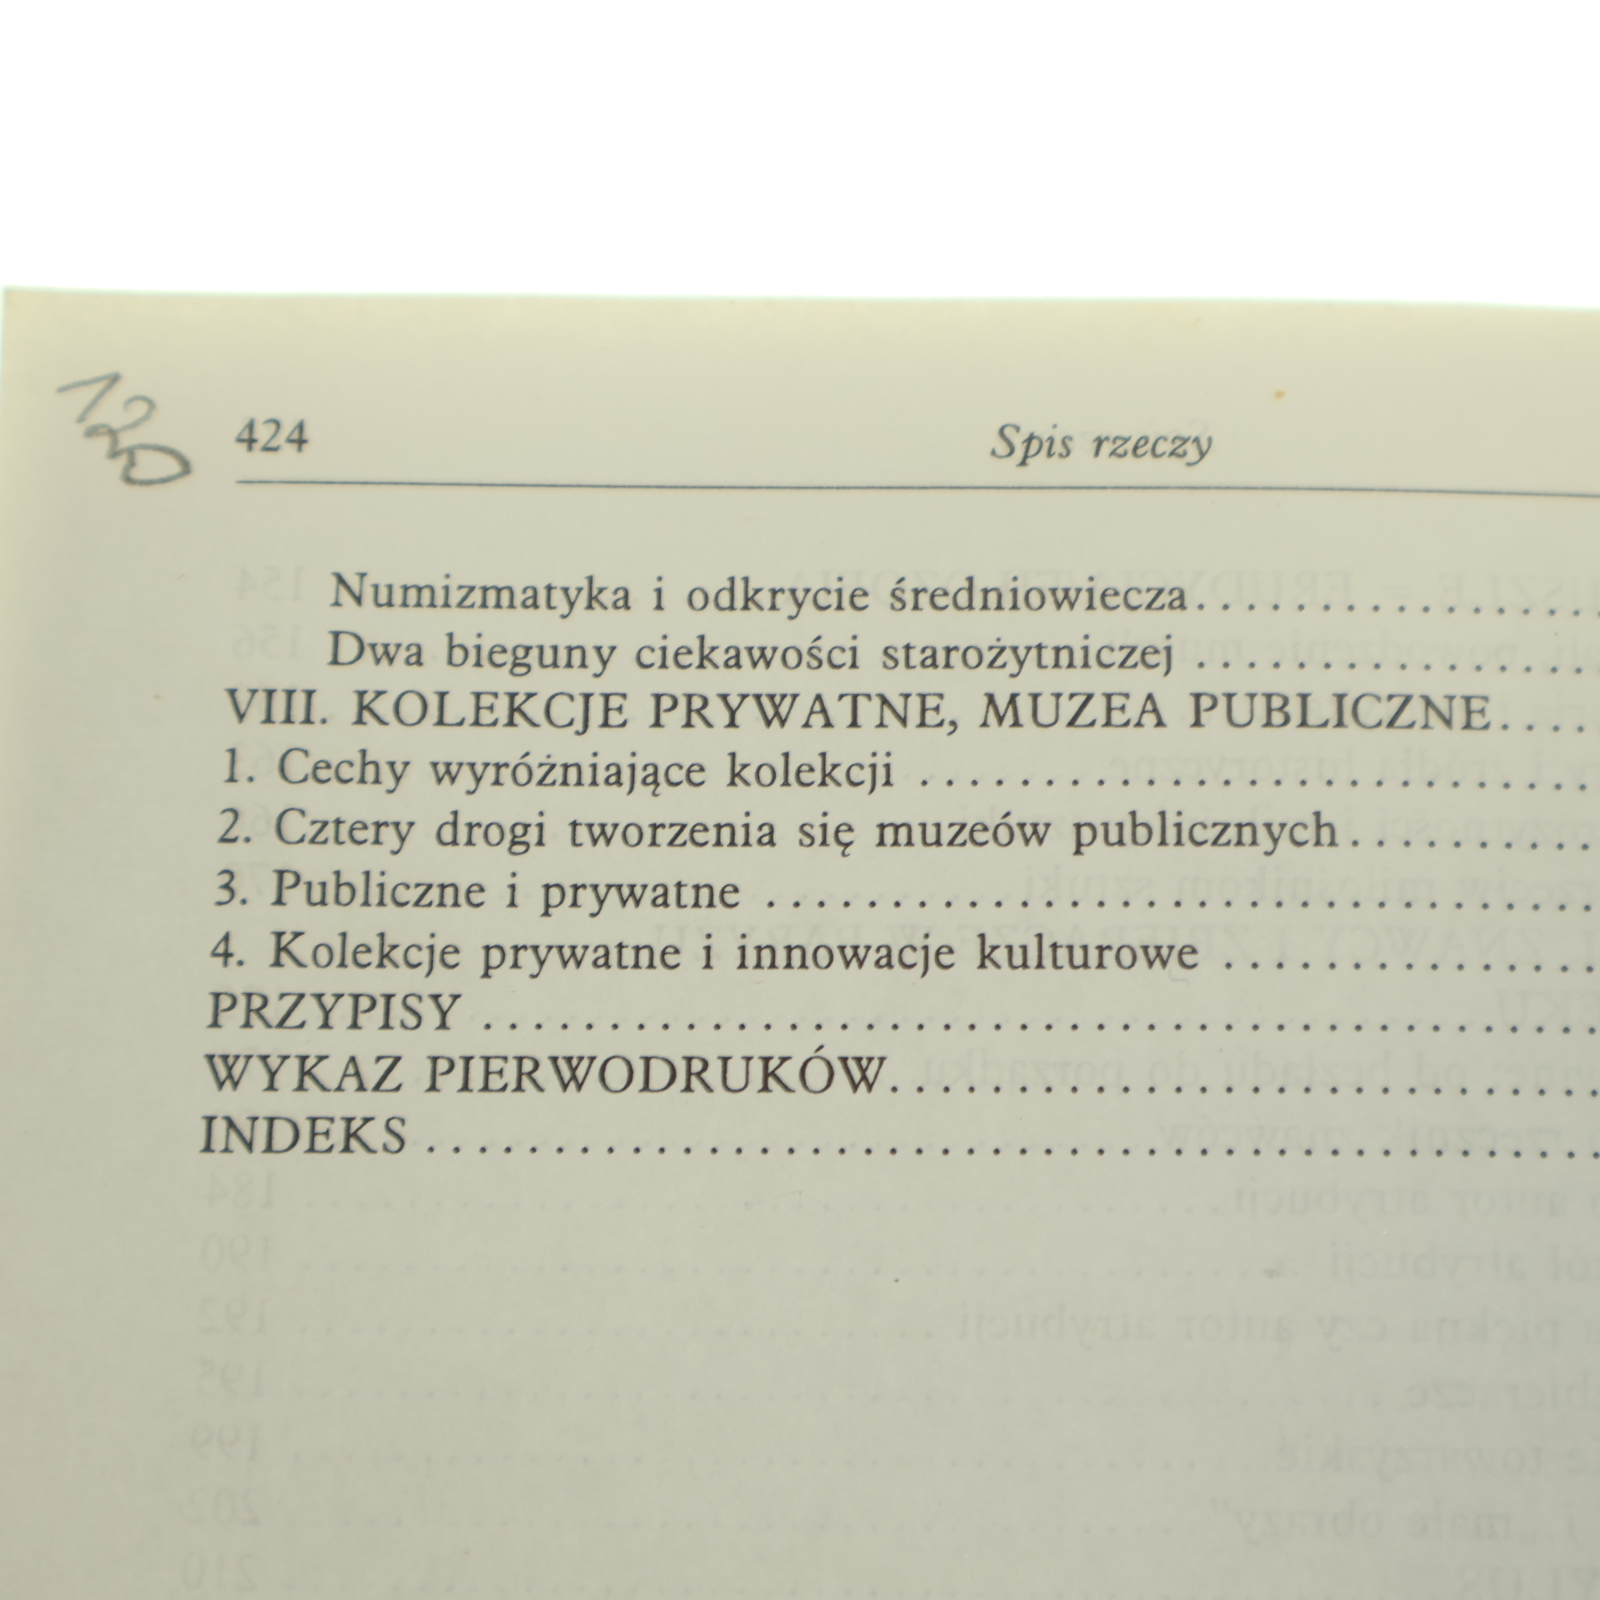 120
424 Spis rzeczy
Numizmatyka i odkrycie średniowiecza
Dwa bieguny ciekawości starożytniczej
VIII. KOLEKCJE PRYWATNE, MUZEA PUBLICZNE
1. Cechy wyróżniające kolekcji
2. Cztery drogi tworzenia się muzeów publicznych
3. Publiczne i prywatne
4. Kolekcje prywatne i innowacje kulturowe
PRZYPISY
WYKAZ PIERWODRUKÓW
INDEKS